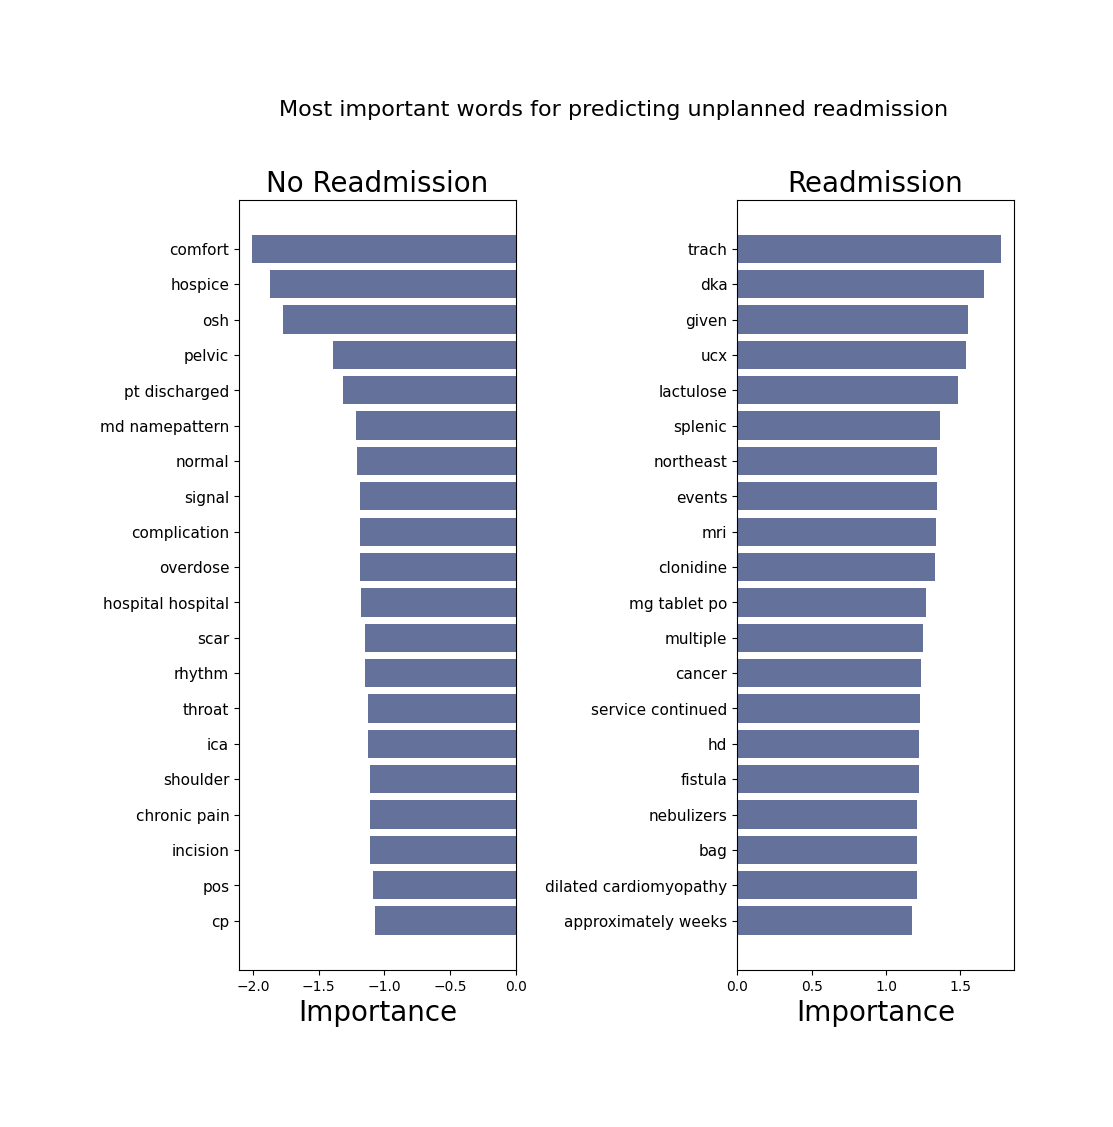 Most important words for predicting unplanned readmission
No Readmission
comfort
hospice
osh
pelvic
pt discharged
md namepattern
normal
signal
complication
overdose
hospital hospital
scar
rhythm
throat
ica
shoulder
chronic pain
incision
pos
cp
−2.0 −1.5 −1.0 −0.5 0.0
Importance
Readmission
trach
dka
given
ucx
lactulose
splenic
northeast
events
mri
clonidine
mg tablet po
multiple
cancer
service continued
hd
fistula
nebulizers
bag
dilated cardiomyopathy
approximately weeks
0.0 0.5 1.0 1.5
Importance